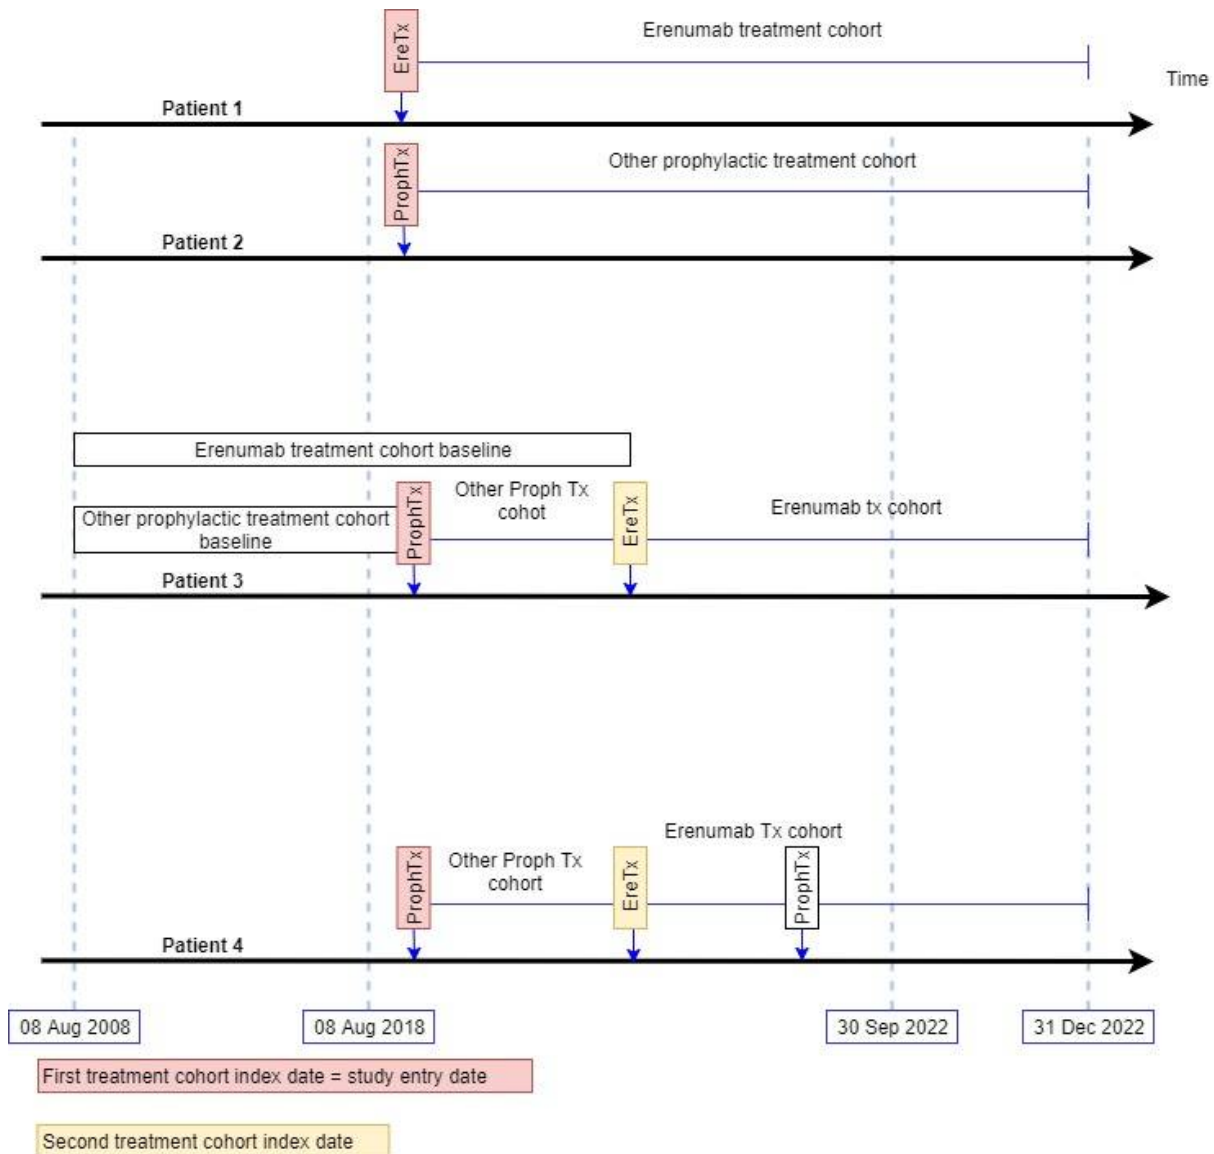 EreTx
Erenumab treatment cohort
Time
Patient 1
ProphTx
Other prophylactic treatment cohort
Patient 2
Erenumab treatment cohort baseline
Other prophylactic treatment cohort
baseline
ProphTx
Other Proph Tx
cohot
EreTx
Erenumab tx cohort
Patient 3
ProphTx
Other Proph Tx
cohort
EreTx
Erenumab Tx cohort
ProphTx
Patient 4
08 Aug 2008
08 Aug 2018
30 Sep 2022
31 Dec 2022
First treatment cohort index date = study entry date
Second treatment cohort index date